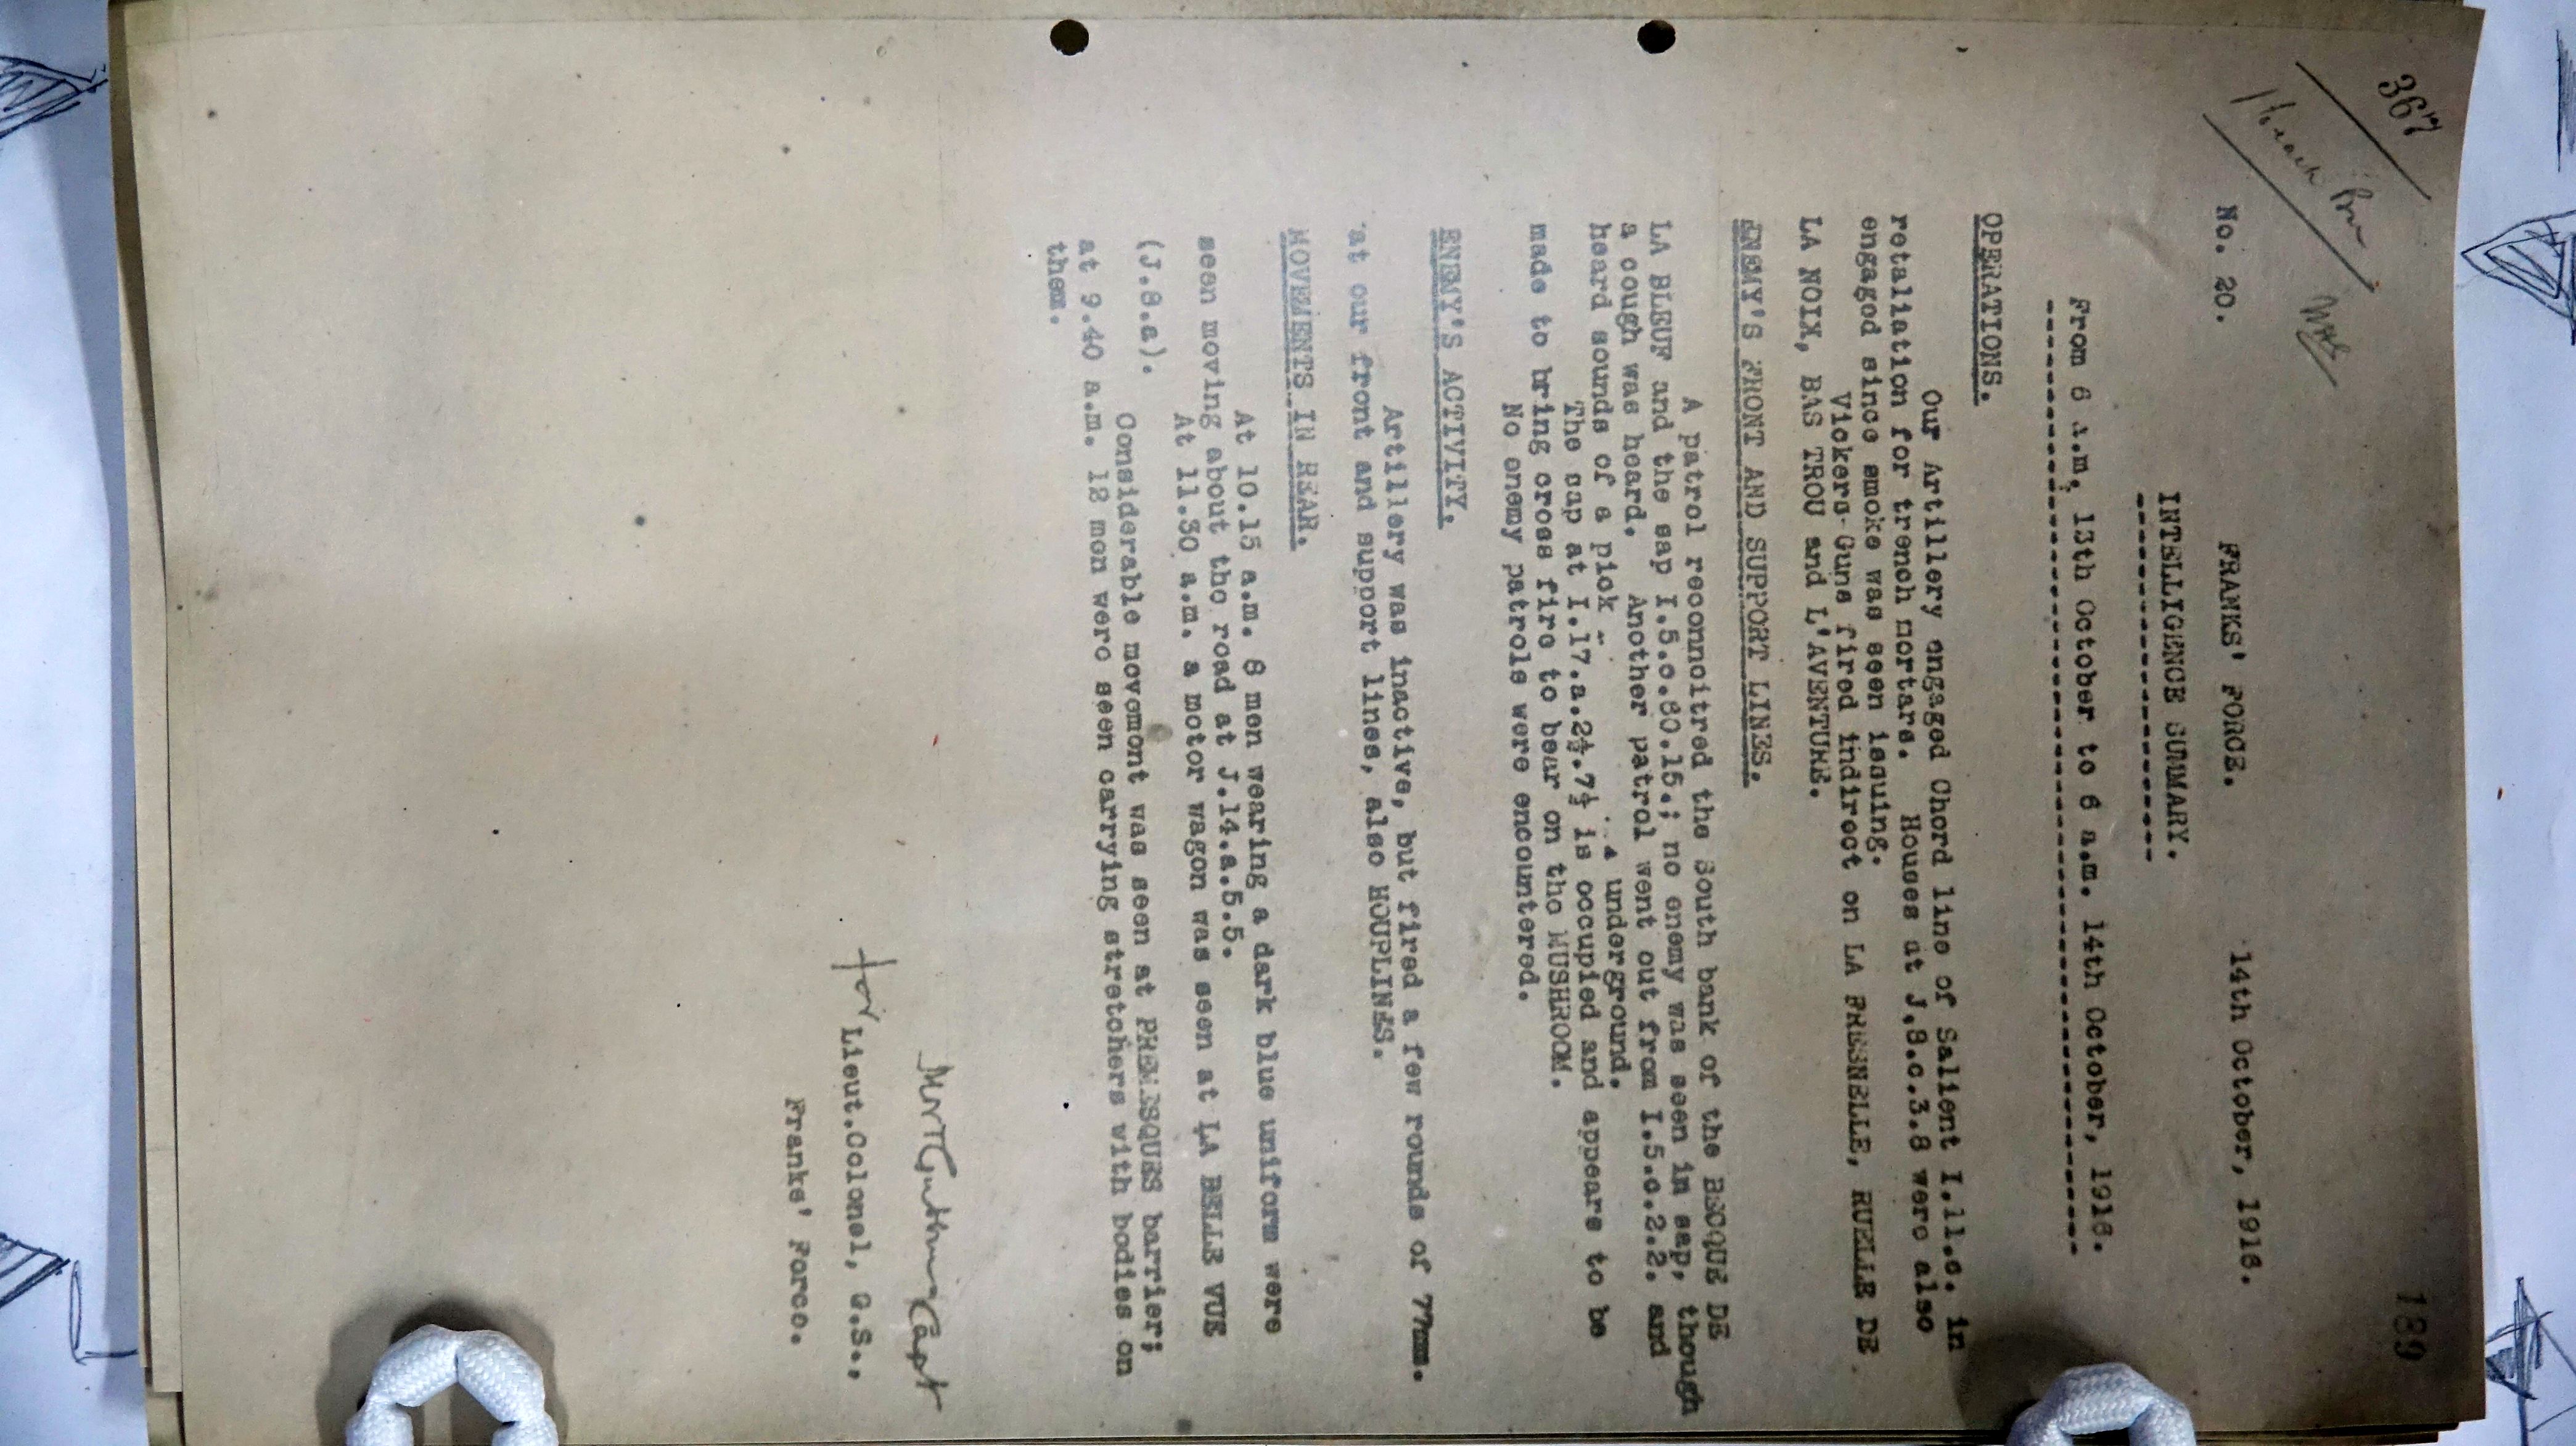 189
367
No. 20. FRANKS' FORCE. 14th October, 1916.
INTELLIGENCE SUMMARY.
From 6 a.m. 13th October to 6 a.m. 14th October, 1916.
OPERATIONS.
Our Artillery engaged Chord line of Salient I.11.c. in
retaliation for trench mortars. Houses at J.8.c.3.8 were also
engaged since smoke was seen issuing.
Vickers-Guns fired indirect on LA FRESNELLE, RUELLE DE
LA NOIX, BAS TROU and L'AVENTURE.
ENEMY'S FRONT AND SUPPORT LINES.
A patrol reconnoitred the South bank of the BECQUE DE
LA BLEUF and the sap I.5.c.80.15.; no enemy was seen in sap, though
a cough was heard. Another patrol went out from I.5.c.2.2. and
heard sounds of a pick underground.
The sap at I.17.a.2½.7½ is occupied and appears to be
made to bring cross fire to bear on the MUSHROOM.
No enemy patrols were encountered.
ENEMY'S ACTIVITY.
Artillery was inactive, but fired a few rounds of 77mm.
at our front and support lines, also HOUPLINES.
MOVEMENTS IN REAR.
At 10.15 a.m. 8 men wearing a dark blue uniform were
seen moving about the road at J.14.a.5.5.
At 11.30 a.m. a motor wagon was seen at LA BELLE VUE
(J.8.a).
Considerable movement was seen at PREMESQUES barrier;
at 9.40 a.m. 12 men were seen carrying stretchers with bodies on
them.
Capt
for Lieut.Colonel, G.S.,
Franks' Force.